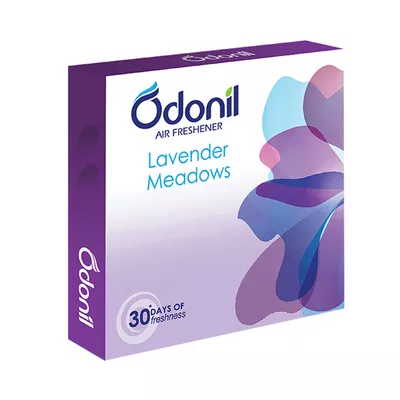 Odonil
AIR FRESHENER
Lavender
Meadows
30* DAYS OF
freshness
Odonil